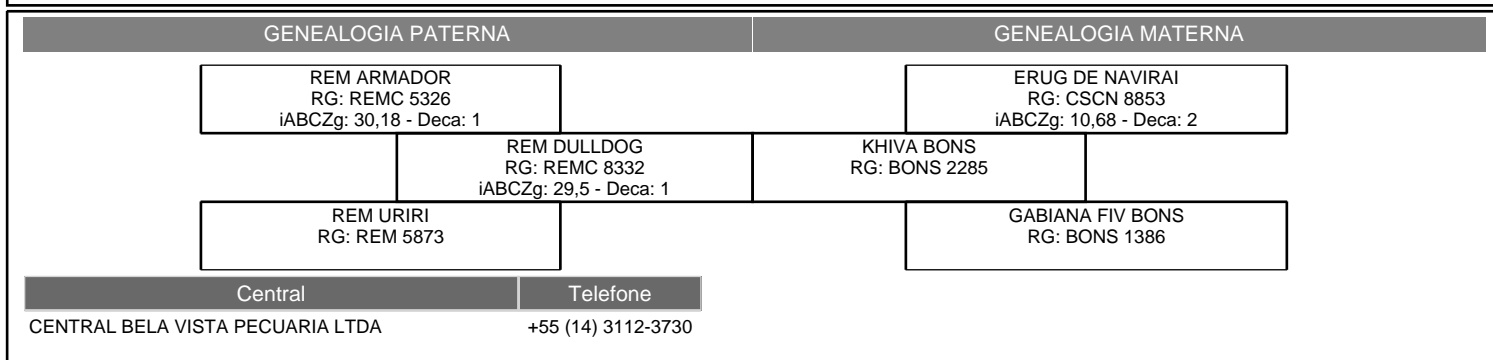 GENEALOGIA PATERNA
GENEALOGIA MATERNA
REM ARMADOR
RG: REMC 5326
iABCZg: 30,18 - Deca: 1
ERUG DE NAVIRAI
RG: CSCN 8853
iABCZg: 10,68 - Deca: 2
REM DULLDOG
RG: REMC 8332
iABCZg: 29,5 - Deca: 1
KHIVA BONS
RG: BONS 2285
REM URIRI
RG: REM 5873
GABIANA FIV BONS
RG: BONS 1386
Central
Telefone
CENTRAL BELA VISTA PECUARIA LTDA
+55 (14) 3112-3730